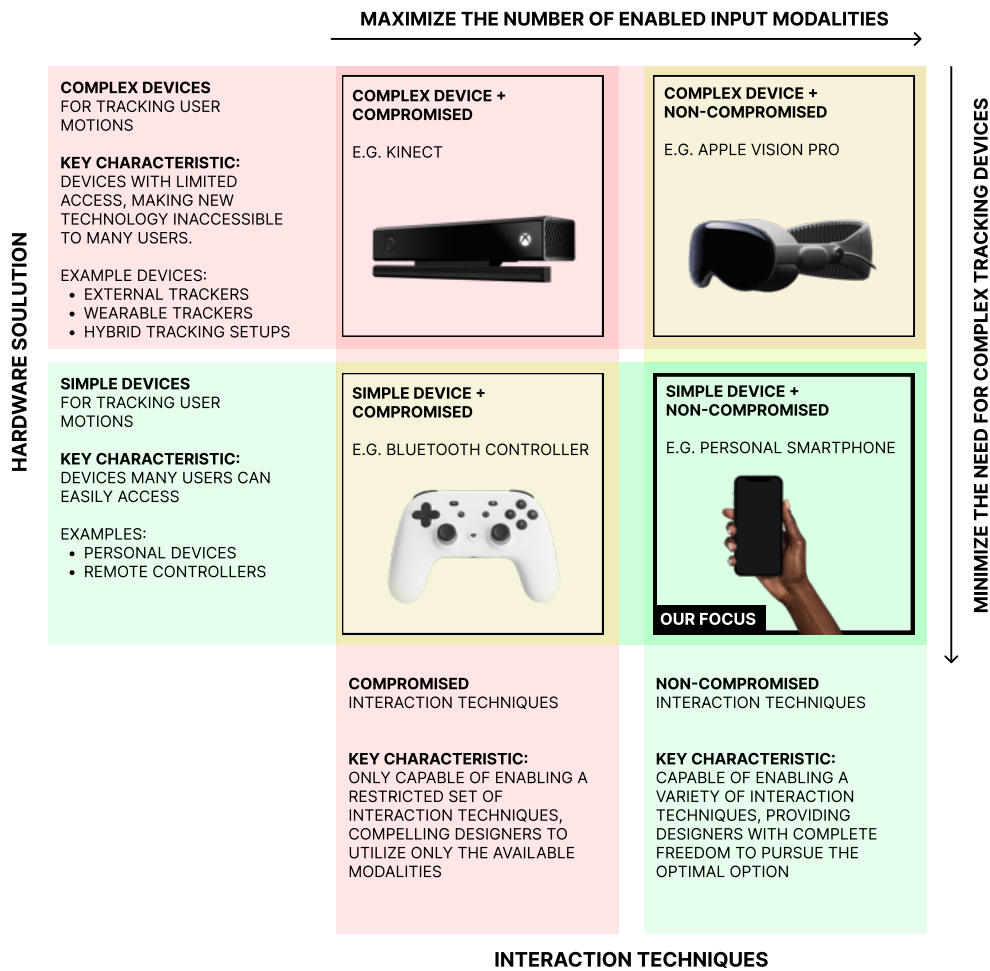 MAXIMIZE THE NUMBER OF ENABLED INPUT MODALITIES
COMPLEX DEVICES
FOR TRACKING USER
MOTIONS
KEY CHARACTERISTIC:
DEVICES WITH LIMITED
ACCESS, MAKING NEW
TECHNOLOGY INACCESSIBLE
TO MANY USERS.
EXAMPLE DEVICES:
• EXTERNAL TRACKERS
• WEARABLE TRACKERS
• HYBRID TRACKING SETUPS
COMPLEX DEVICE +
COMPROMISED
E.G. KINECT
COMPLEX DEVICE +
NON-COMPROMISED
E.G. APPLE VISION PRO
HARDWARE SOULUTION
MINIMIZE THE NEED FOR COMPLEX TRACKING DEVICES
SIMPLE DEVICES
FOR TRACKING USER
MOTIONS
KEY CHARACTERISTIC:
DEVICES MANY USERS CAN
EASILY ACCESS
EXAMPLES:
• PERSONAL DEVICES
• REMOTE CONTROLLERS
SIMPLE DEVICE +
COMPROMISED
E.G. BLUETOOTH CONTROLLER
SIMPLE DEVICE +
NON-COMPROMISED
E.G. PERSONAL SMARTPHONE
OUR FOCUS
COMPROMISED
INTERACTION TECHNIQUES
KEY CHARACTERISTIC:
ONLY CAPABLE OF ENABLING A
RESTRICTED SET OF
INTERACTION TECHNIQUES,
COMPELLING DESIGNERS TO
UTILIZE ONLY THE AVAILABLE
MODALITIES
NON-COMPROMISED
INTERACTION TECHNIQUES
KEY CHARACTERISTIC:
CAPABLE OF ENABLING A
VARIETY OF INTERACTION
TECHNIQUES, PROVIDING
DESIGNERS WITH COMPLETE
FREEDOM TO PURSUE THE
OPTIMAL OPTION
INTERACTION TECHNIQUES